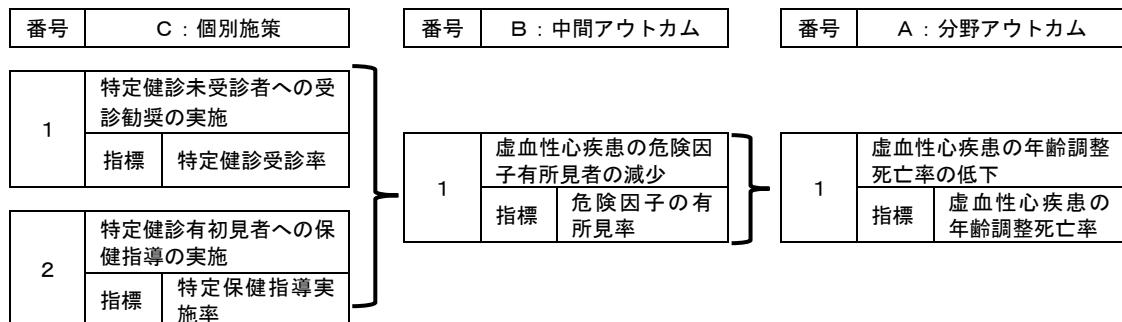 番号 C：個別施策 番号 B：中間アウトカム 番号 A：分野アウトカム
1
特定健診未受診者への受
診勧奨の実施
指標 特定健診受診率
2
特定健診有初見者への保
健指導の実施
指標 特定保健指導実
施率
1
虚血性心疾患の危険因
子有所見者の減少
指標 危険因子の有
所見率
1
虚血性心疾患の年齢調整
死亡率の低下
指標 虚血性心疾患の
年齢調整死亡率